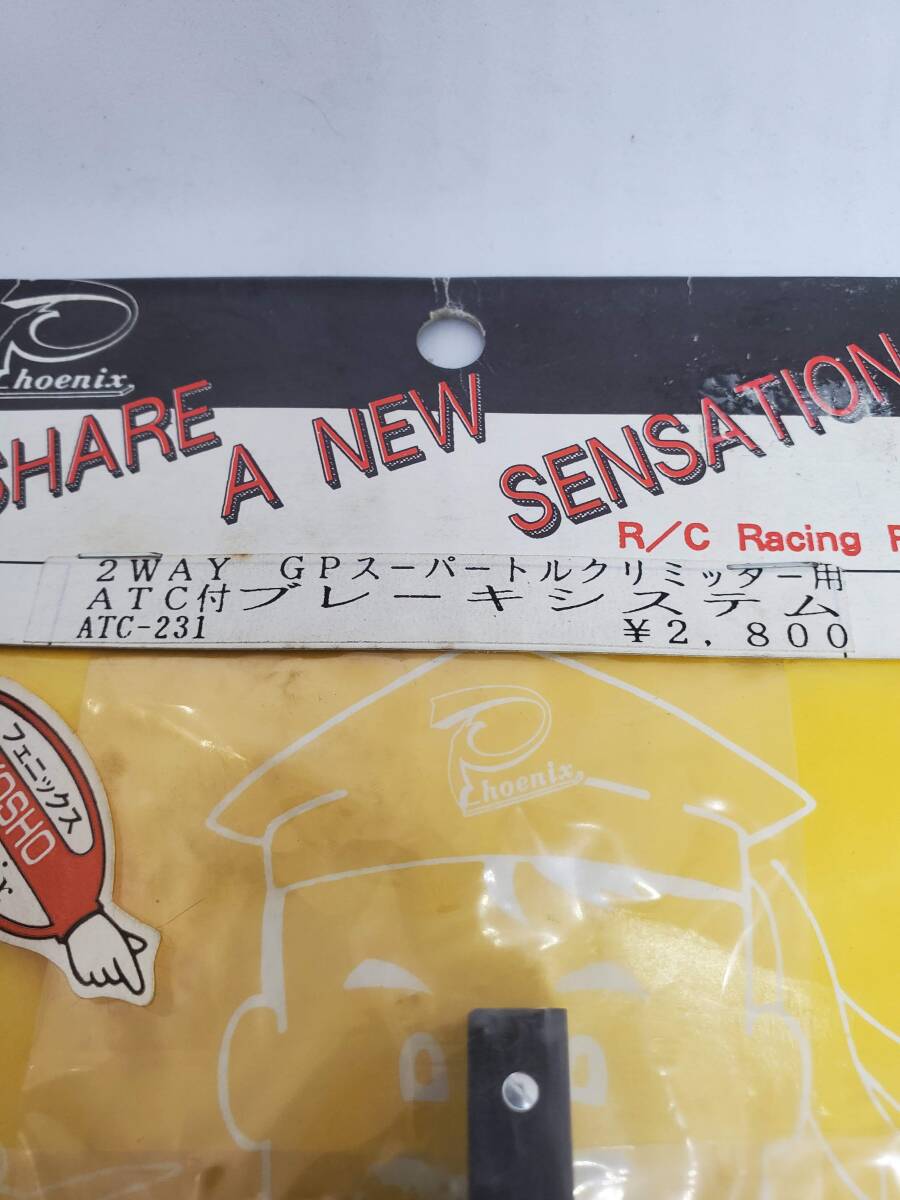 Phoenix
SHARE A NEW SENSATION
R/C Racing
2WAY GPスーパートルクリミッター用
ATC付ブレーキシステム
ATC-231 ¥2,800
Phoenix
フェニックス